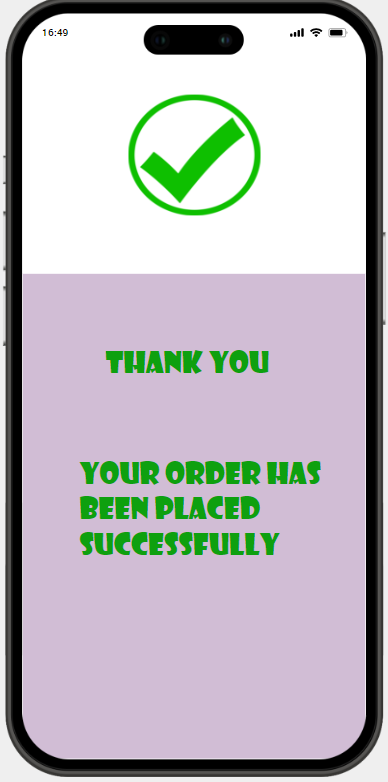 16:49
THANK YOU
YOUR ORDER HAS
BEEN PLACED
SUCCESSFULLY